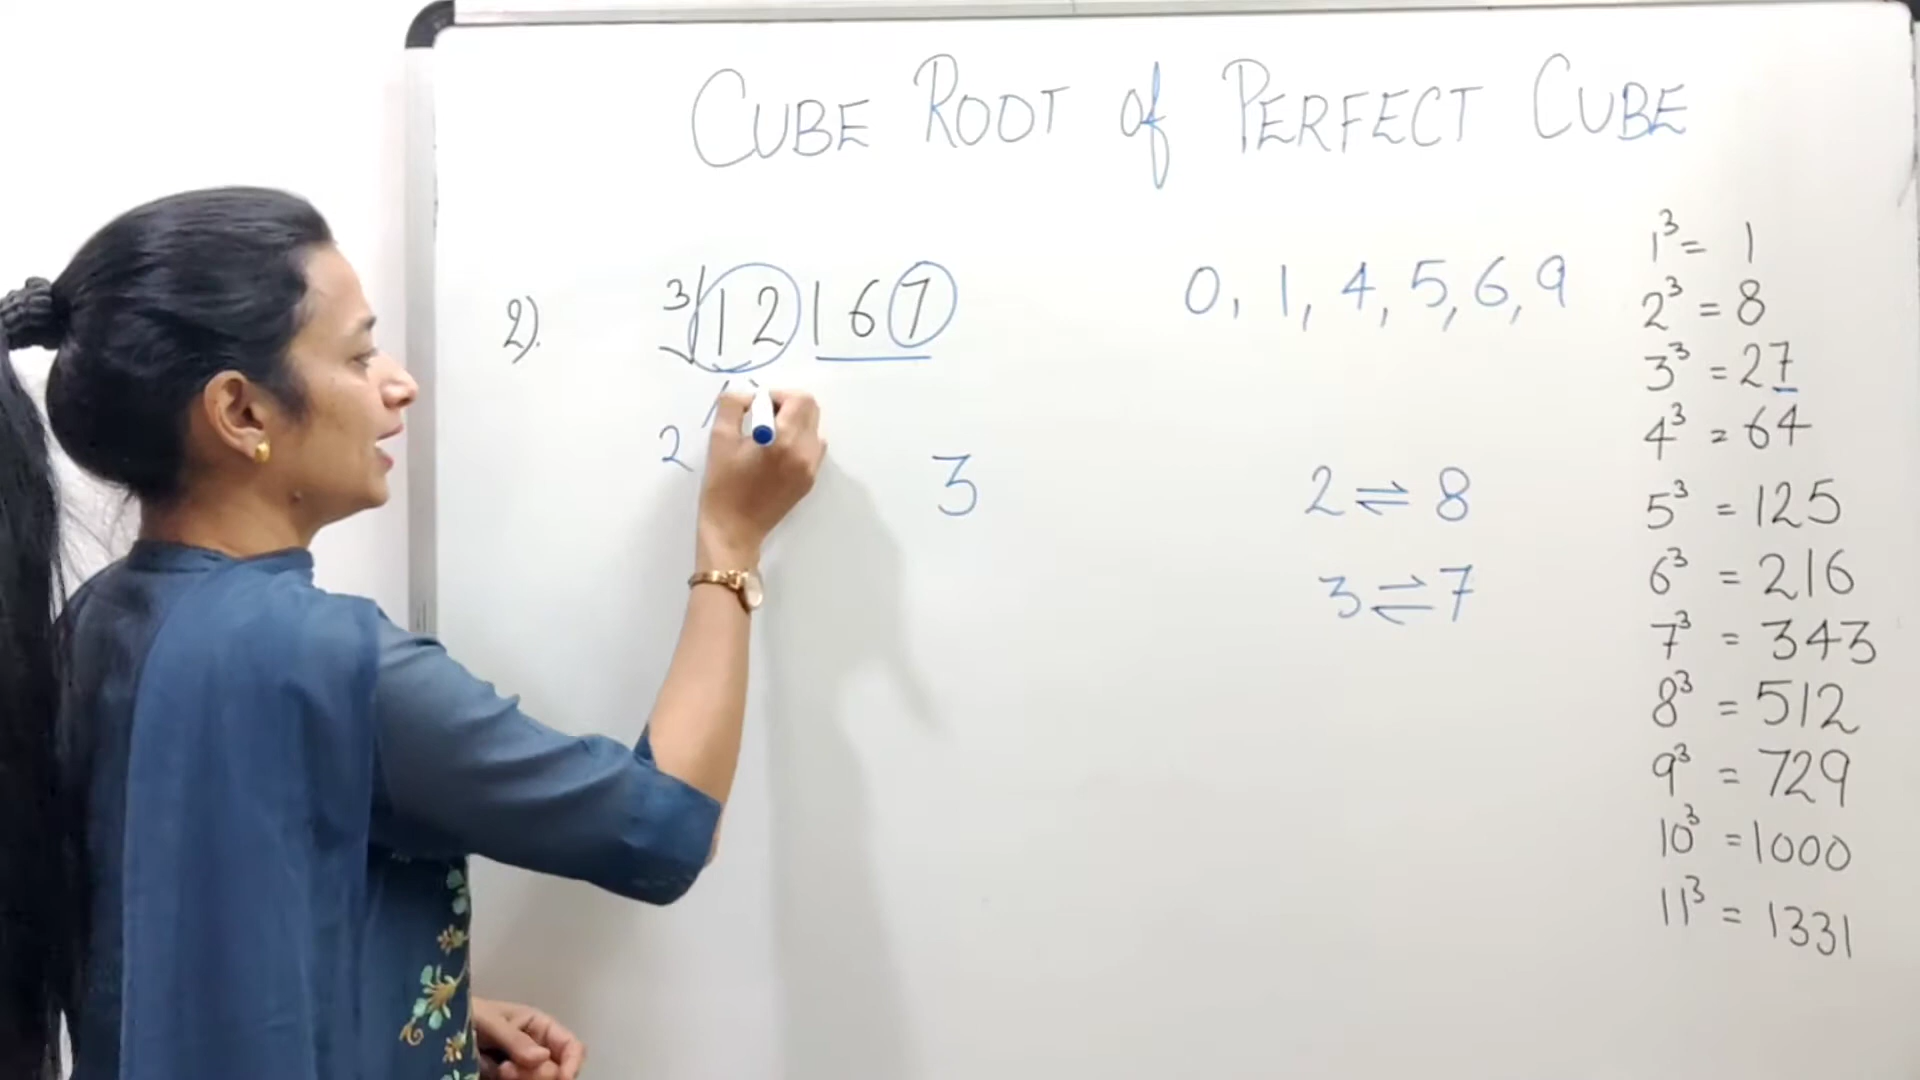 CUBE ROOT of PERFECT CUBE
2). ³√12167
2
3
0, 1, 4, 5, 6, 9
2 ⇌ 8
3 ⇌ 7
1³ = 1
2³ = 8
3³ = 27
4³ = 64
5³ = 125
6³ = 216
7³ = 343
8³ = 512
9³ = 729
10³ = 1000
11³ = 1331